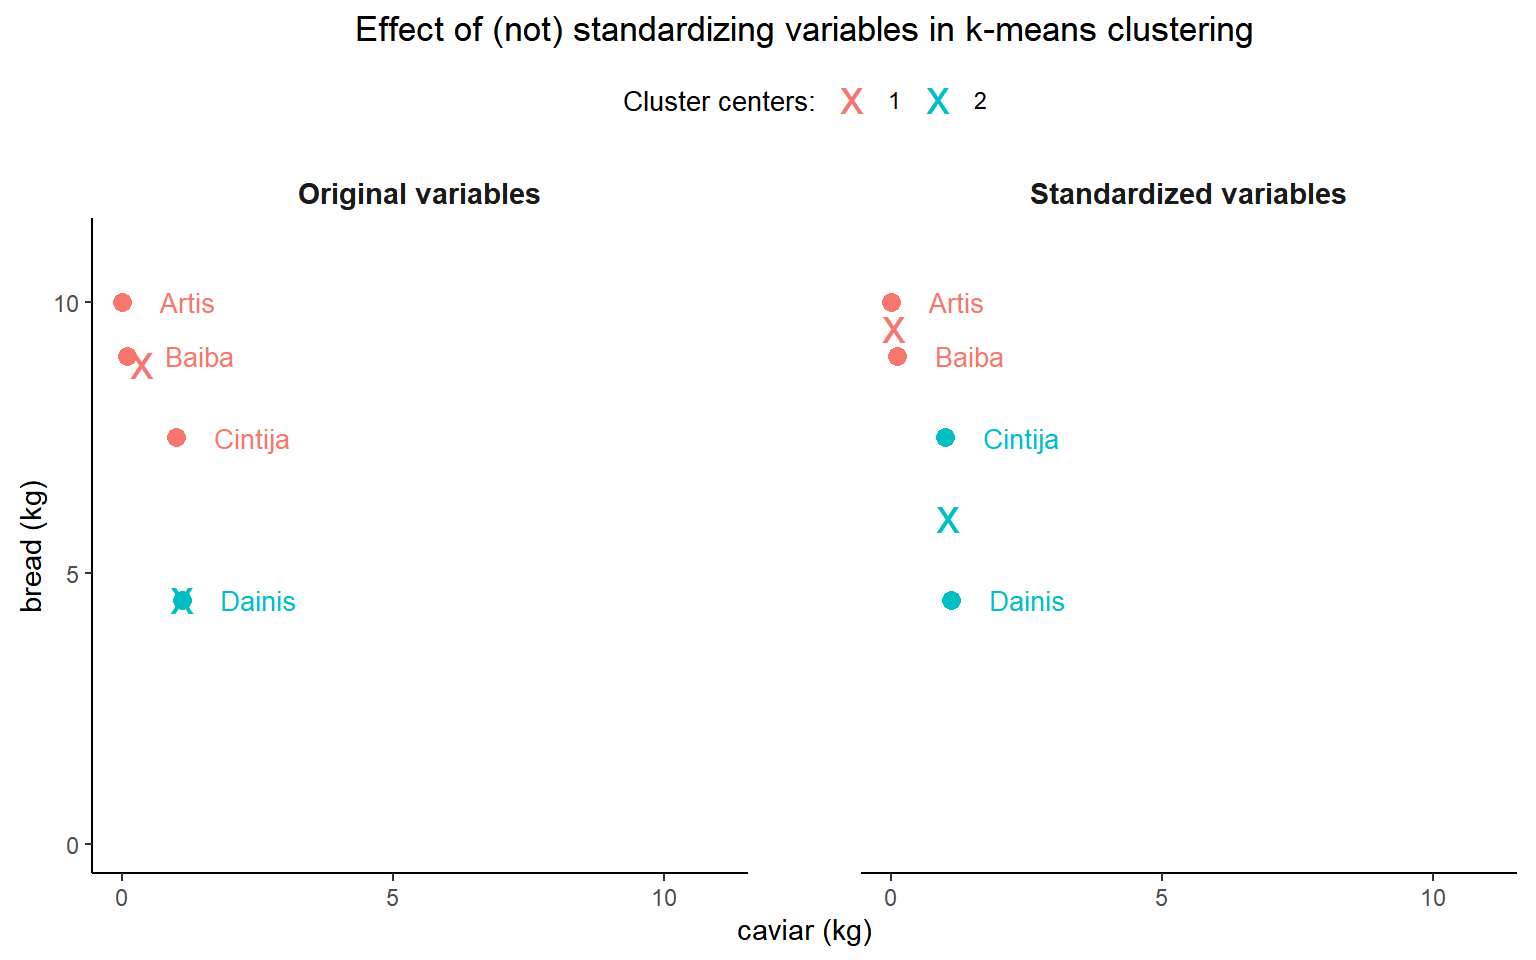 Effect of (not) standardizing variables in k-means clustering
Cluster centers: X 1 X 2
Original variables
Standardized variables
bread (kg)
10
5
0
Artis
X
Baiba
Cintija
X
Dainis
0 5 10
Artis
X
Baiba
Cintija
X
Dainis
0 5 10
caviar (kg)